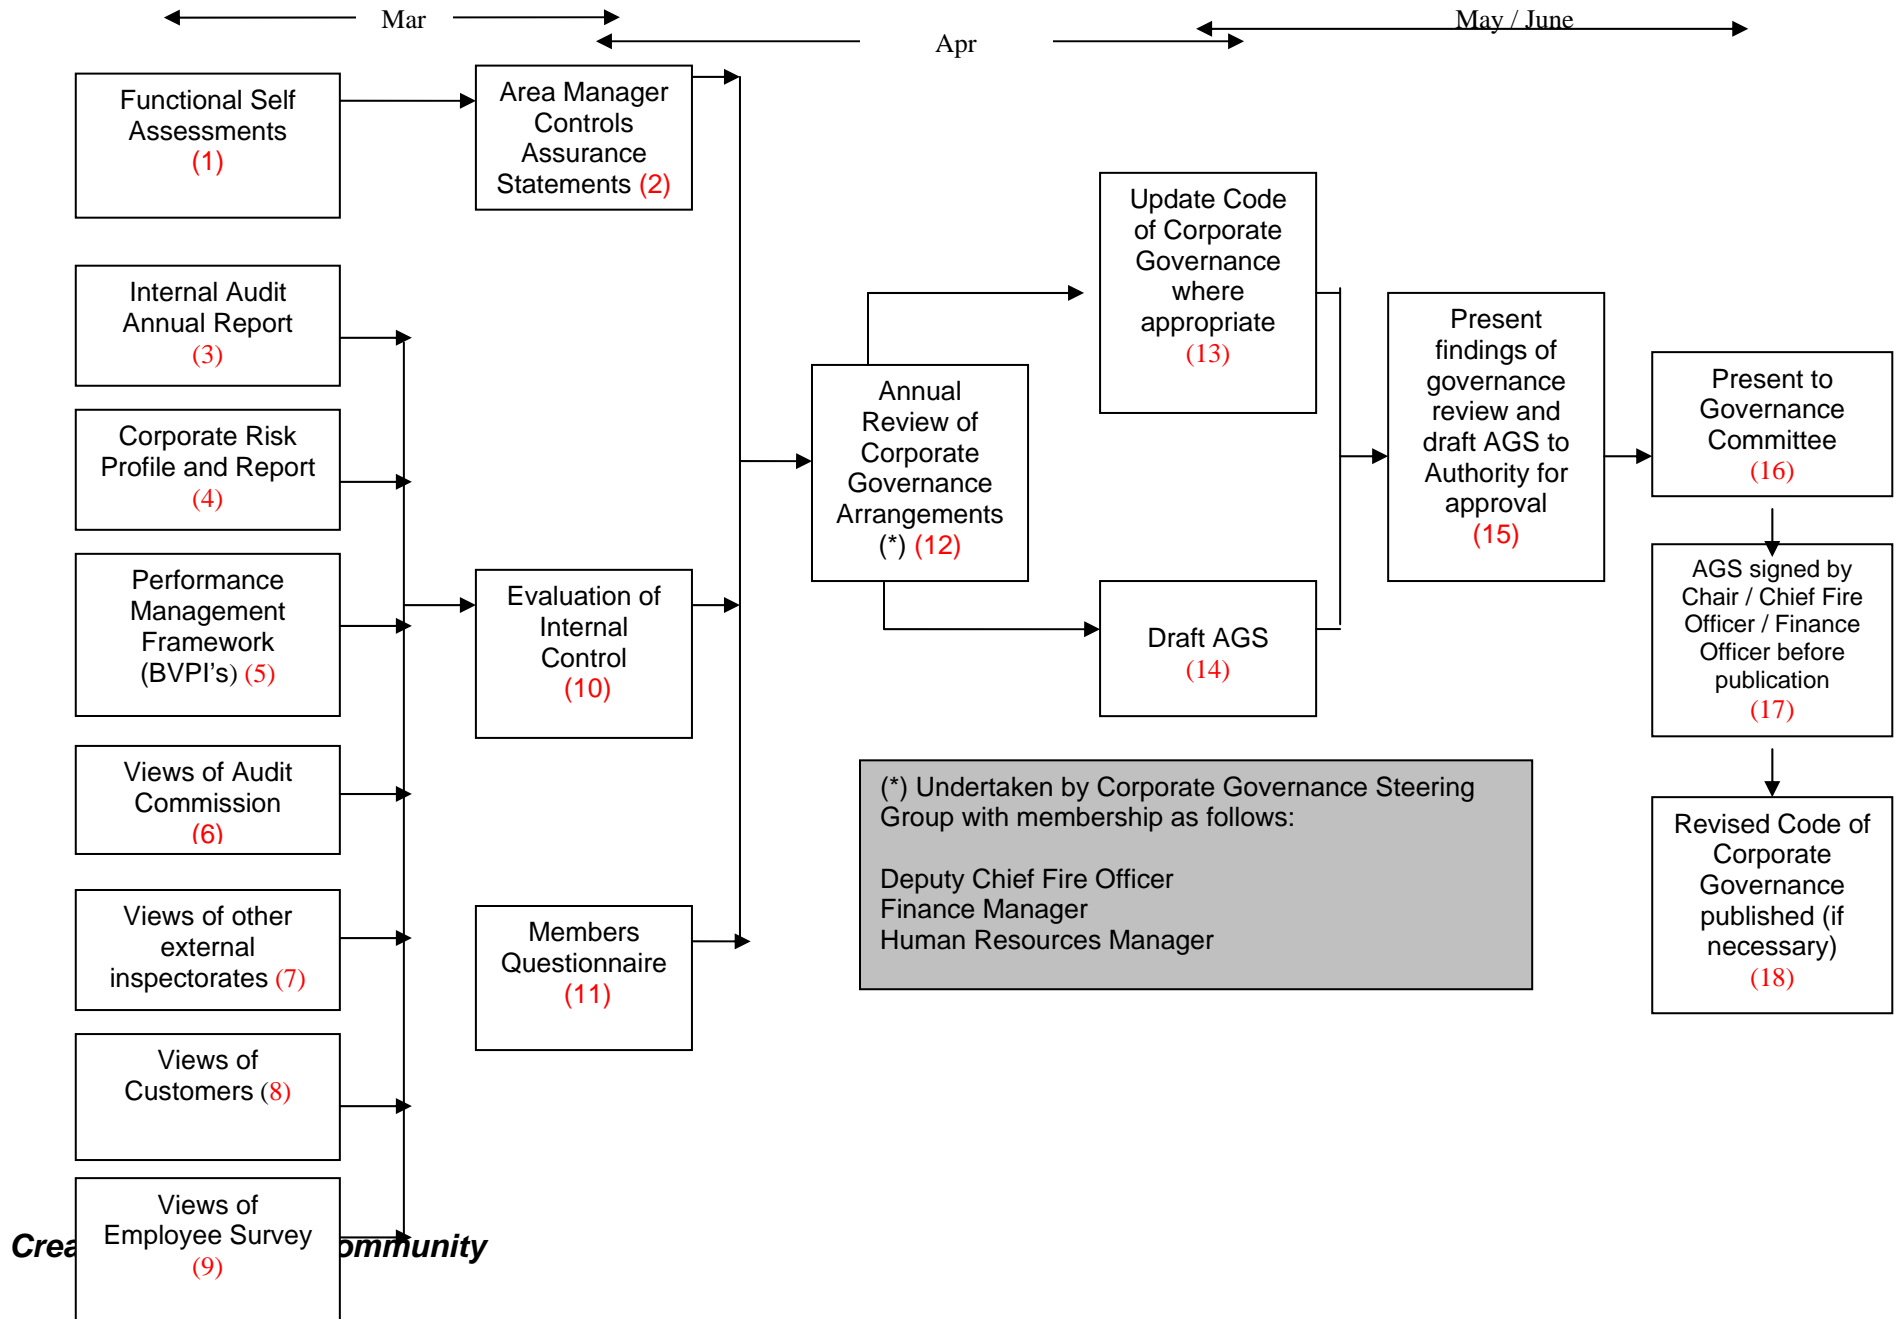 Mar
Apr
May / June
Functional Self
Assessments
(1)
Area Manager
Controls
Assurance
Statements (2)
Internal Audit
Annual Report
(3)
Corporate Risk
Profile and Report
(4)
Performance
Management
Framework
(BVPI's) (5)
Views of Audit
Commission
(6)
Views of other
external
inspectorates (7)
Views of
Customers (8)
Views of
Employee Survey
(9)
Evaluation of
Internal
Control
(10)
Members
Questionnaire
(11)
Annual
Review of
Corporate
Governance
Arrangements
(*) (12)
Update Code
of Corporate
Governance
where
appropriate
(13)
Draft AGS
(14)
Present
findings of
governance
review and
draft AGS to
Authority for
approval
(15)
Present to
Governance
Committee
(16)
AGS signed by
Chair / Chief Fire
Officer / Finance
Officer before
publication
(17)
Revised Code of
Corporate
Governance
published (if
necessary)
(18)
(*) Undertaken by Corporate Governance Steering
Group with membership as follows:
Deputy Chief Fire Officer
Finance Manager
Human Resources Manager